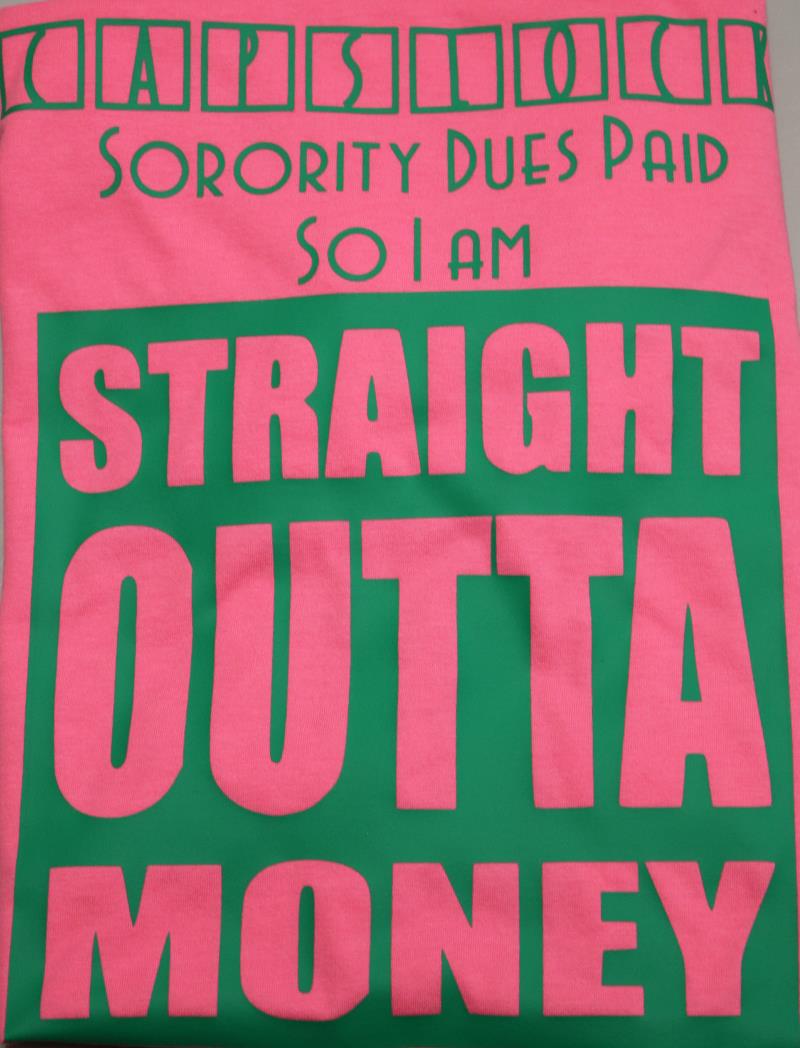 CAPSLOCK
SORORITY DUES PAID
SO I AM
STRAIGHT
OUTTA
MONEY